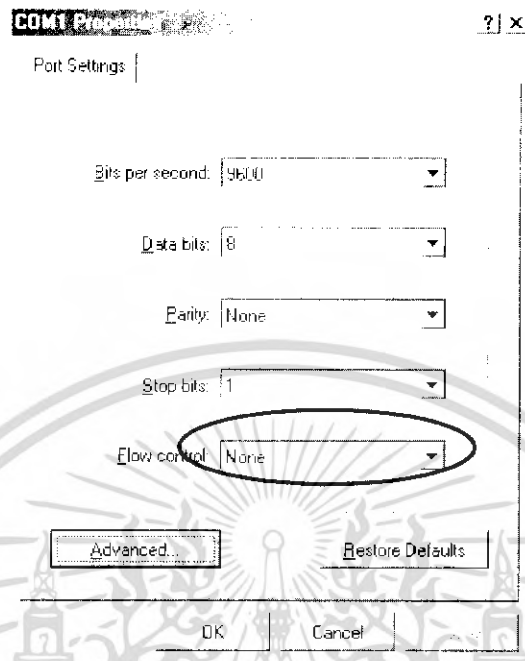 COM1 Properties ? ×
Port Settings
Bits per second: 9600
Data bits: 8
Parity: None
Stop bits: 1
Flow control: None
Advanced... Restore Defaults
OK Cancel